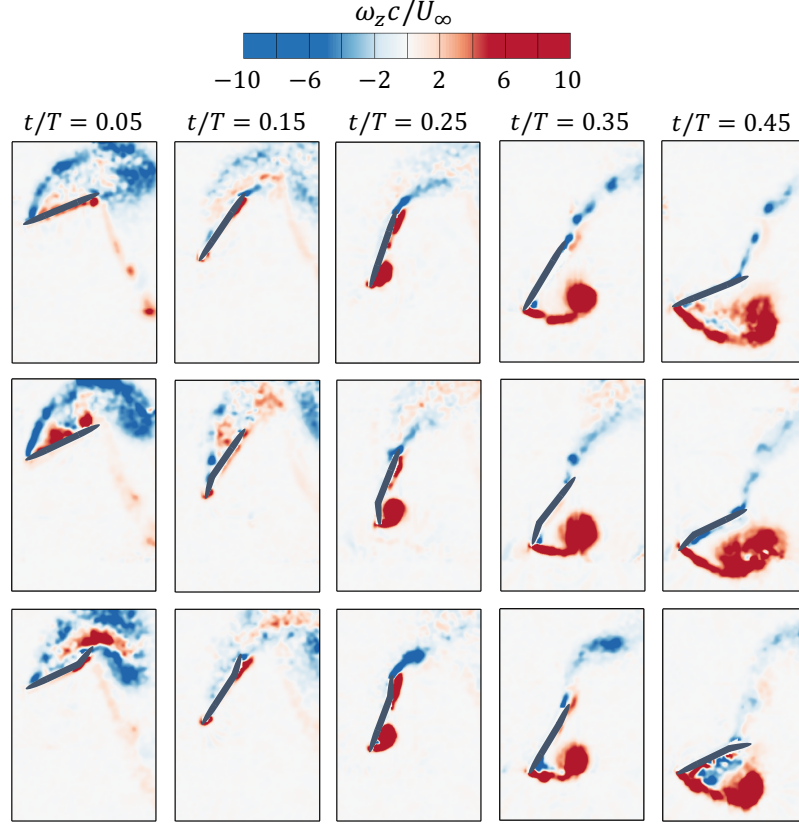 ω_z c/U_∞
−10 −6 −2 2 6 10
t/T = 0.05 t/T = 0.15 t/T = 0.25 t/T = 0.35 t/T = 0.45